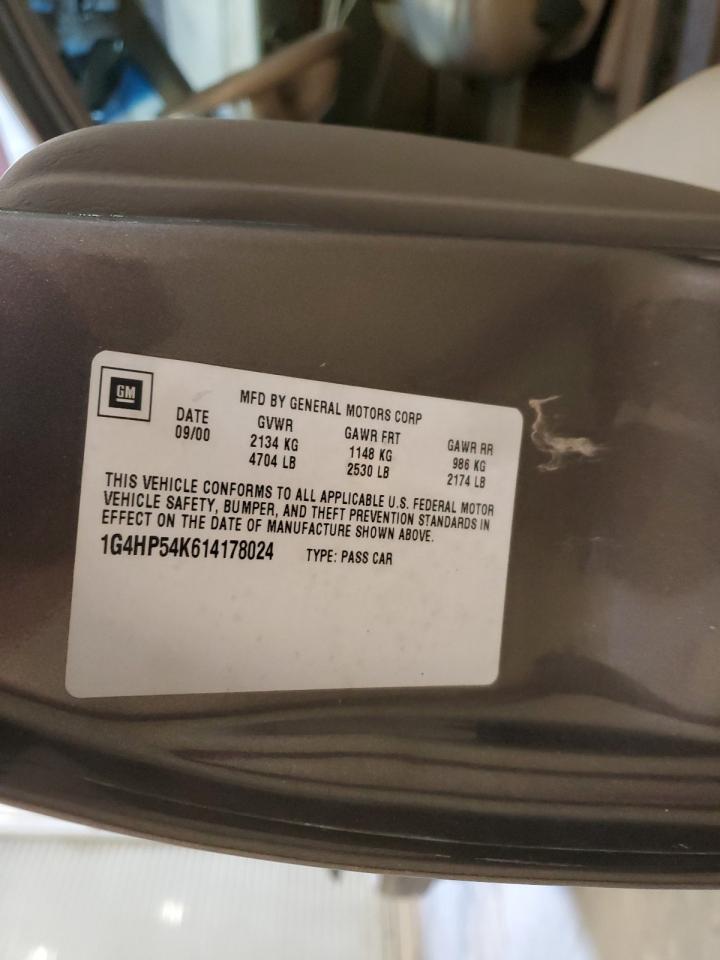 GM
MFD BY GENERAL MOTORS CORP
DATE GVWR GAWR FRT GAWR RR
09/00 2134 KG 1148 KG 986 KG
4704 LB 2530 LB 2174 LB
THIS VEHICLE CONFORMS TO ALL APPLICABLE U.S. FEDERAL MOTOR
VEHICLE SAFETY, BUMPER, AND THEFT PREVENTION STANDARDS IN
EFFECT ON THE DATE OF MANUFACTURE SHOWN ABOVE.
1G4HP54K614178024 TYPE: PASS CAR